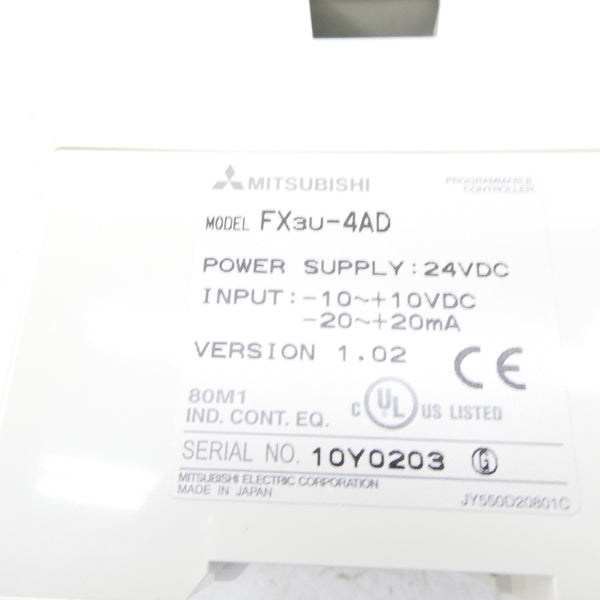 MITSUBISHI
PROGRAMMABLE
CONTROLLER
MODEL FX3U-4AD
POWER SUPPLY: 24VDC
INPUT: -10~+10VDC
-20~+20mA
VERSION 1.02
CE
80M1
IND. CONT. EQ.
C UL US LISTED
SERIAL NO. 10Y0203 G
MITSUBISHI ELECTRIC CORPORATION
MADE IN JAPAN
JY550D20801C